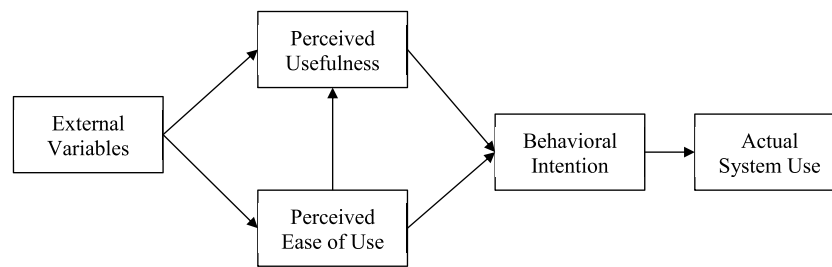 Perceived
Usefulness
External
Variables
Behavioral
Intention
Actual
System Use
Perceived
Ease of Use